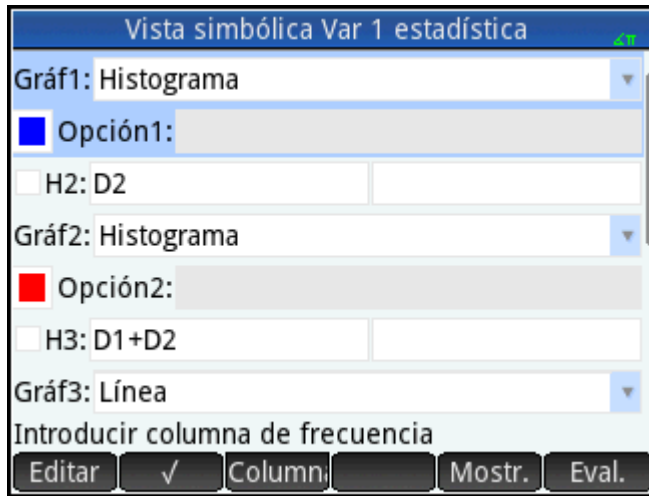 Vista simbólica Var 1 estadística
∡π
Gráf1: Histograma
Opción1:
H2: D2
Gráf2: Histograma
Opción2:
H3: D1+D2
Gráf3: Línea
Introducir columna de frecuencia
Editar √ Column Mostr. Eval.